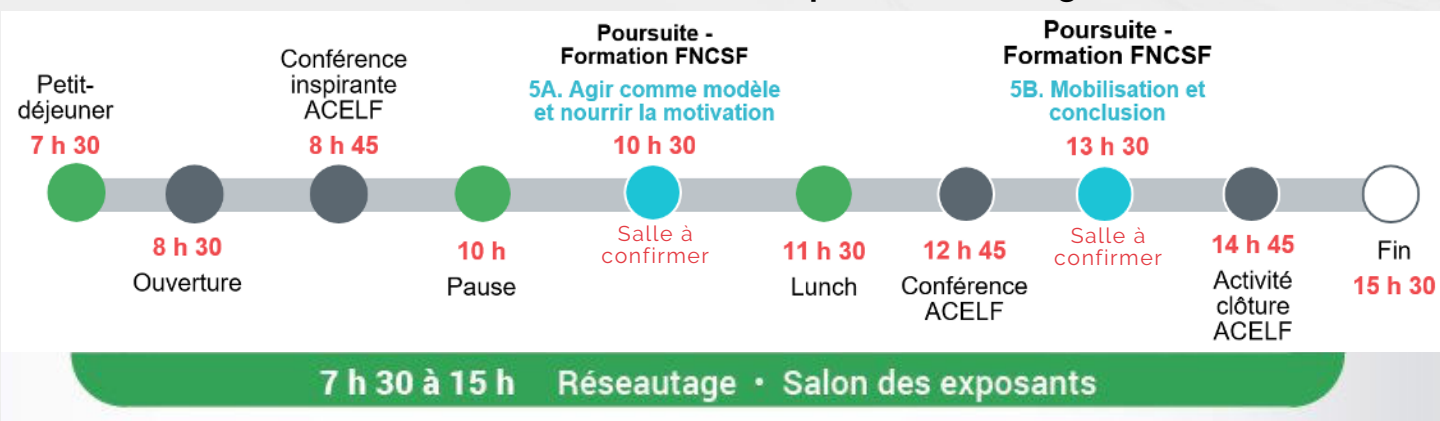 Petit-
déjeuner
7 h 30
8 h 30
Ouverture
Conférence
inspirante
ACELF
8 h 45
10 h
Pause
Poursuite -
Formation FNCSF
5A. Agir comme modèle
et nourrir la motivation
10 h 30
Salle à
confirmer
11 h 30
Lunch
12 h 45
Conférence
ACELF
Poursuite -
Formation FNCSF
5B. Mobilisation et
conclusion
13 h 30
Salle à
confirmer
14 h 45
Activité
clôture
ACELF
Fin
15 h 30
7 h 30 à 15 h Réseautage • Salon des exposants